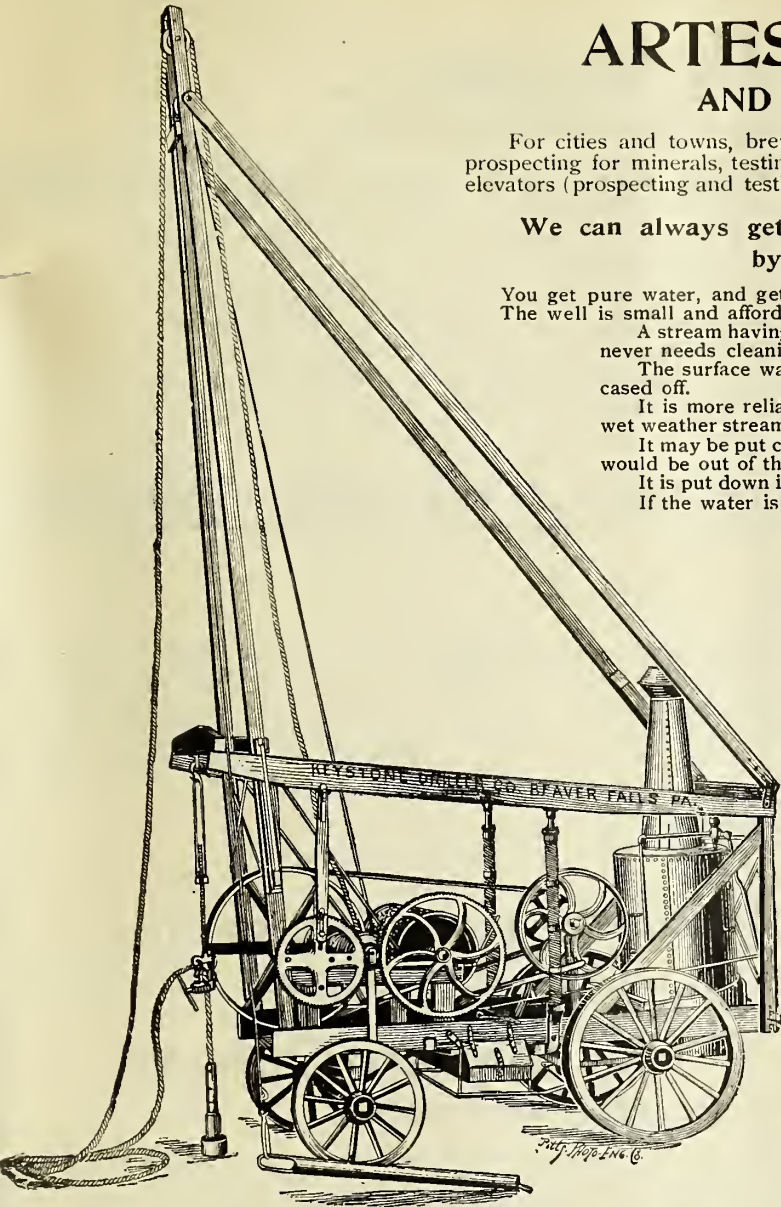 ARTES
AND
For cities and towns, bre
prospecting for minerals, testin
elevators (prospecting and test
We can always get
by
You get pure water, and get
The well is small and afford
A stream having
never needs cleani
The surface wa
cased off.
It is more relia
wet weather stream
It may be put c
would be out of th
It is put down i
If the water is
KEYSTONE DRILLER CO. BEAVER FALLS PA.
Pitts. Photo-Eng. Co.